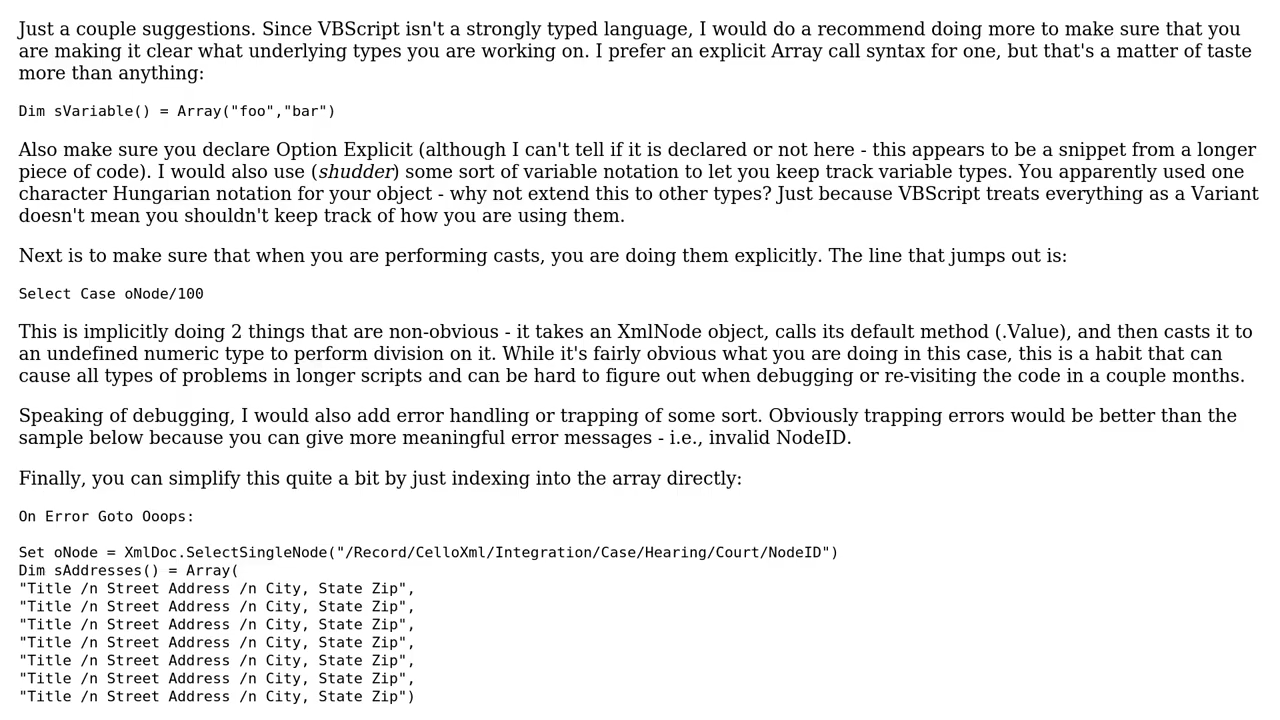 Just a couple suggestions. Since VBScript isn't a strongly typed language, I would do a recommend doing more to make sure that you
are making it clear what underlying types you are working on. I prefer an explicit Array call syntax for one, but that's a matter of taste
more than anything:
Dim sVariable() = Array("foo","bar")
Also make sure you declare Option Explicit (although I can't tell if it is declared or not here - this appears to be a snippet from a longer
piece of code). I would also use (shudder) some sort of variable notation to let you keep track variable types. You apparently used one
character Hungarian notation for your object - why not extend this to other types? Just because VBScript treats everything as a Variant
doesn't mean you shouldn't keep track of how you are using them.
Next is to make sure that when you are performing casts, you are doing them explicitly. The line that jumps out is:
Select Case oNode/100
This is implicitly doing 2 things that are non-obvious - it takes an XmlNode object, calls its default method (.Value), and then casts it to
an undefined numeric type to perform division on it. While it's fairly obvious what you are doing in this case, this is a habit that can
cause all types of problems in longer scripts and can be hard to figure out when debugging or re-visiting the code in a couple months.
Speaking of debugging, I would also add error handling or trapping of some sort. Obviously trapping errors would be better than the
sample below because you can give more meaningful error messages - i.e., invalid NodeID.
Finally, you can simplify this quite a bit by just indexing into the array directly:
On Error Goto Ooops:
Set oNode = XmlDoc.SelectSingleNode("/Record/CelloXml/Integration/Case/Hearing/Court/NodeID")
Dim sAddresses() = Array(
"Title /n Street Address /n City, State Zip",
"Title /n Street Address /n City, State Zip",
"Title /n Street Address /n City, State Zip",
"Title /n Street Address /n City, State Zip",
"Title /n Street Address /n City, State Zip",
"Title /n Street Address /n City, State Zip",
"Title /n Street Address /n City, State Zip")